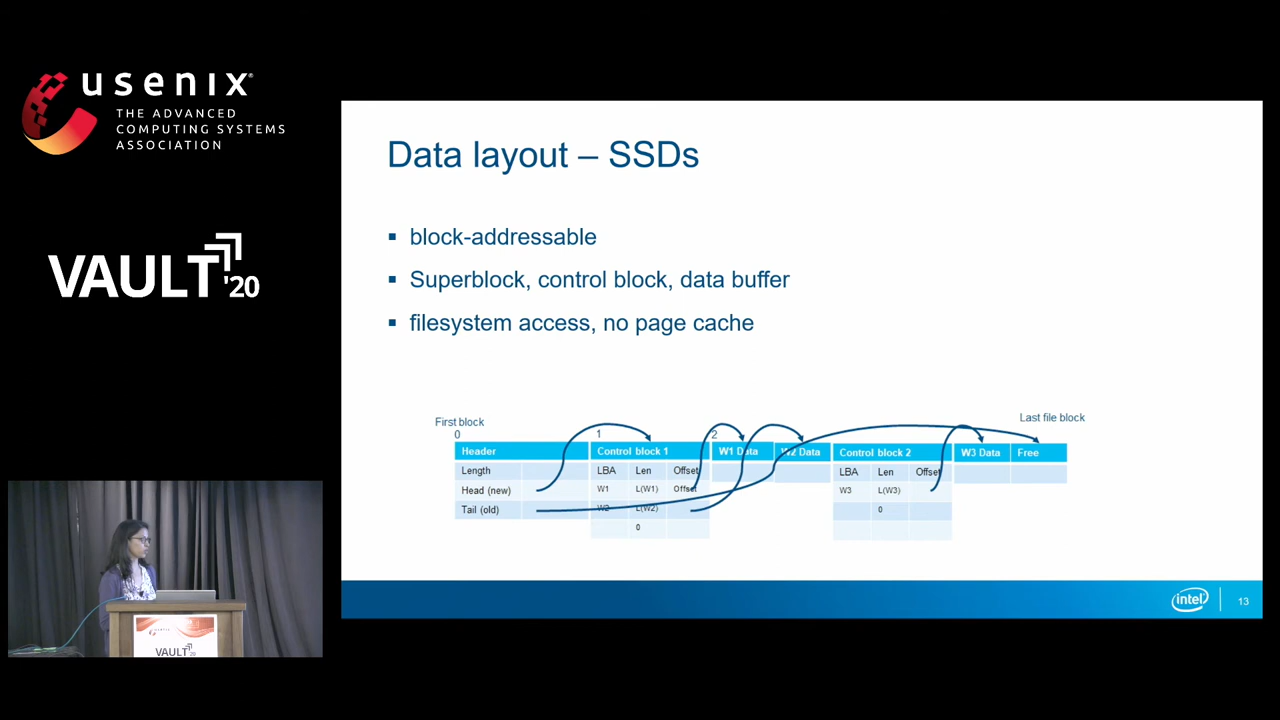 usenix
THE ADVANCED
COMPUTING SYSTEMS
ASSOCIATION
VAULT '20
Data layout – SSDs
▪ block-addressable
▪ Superblock, control block, data buffer
▪ filesystem access, no page cache
First block
Last file block
0 1 2
Header Control block 1 W1 Data W2 Data Control block 2 W3 Data Free
Length LBA Len Offset LBA Len Offset
Head (new) W1 L(W1) Offset W3 L(W3)
Tail (old) W2 L(W2) 0
0
intel 13
VAULT '20